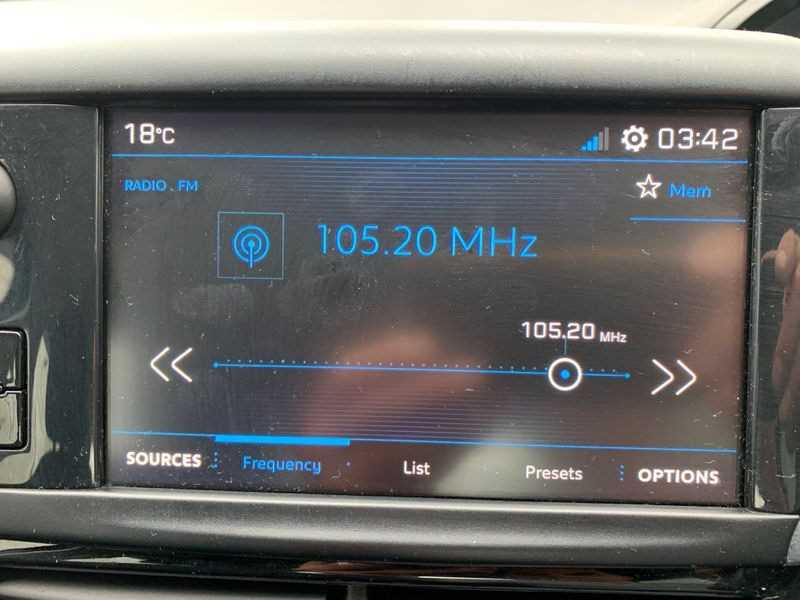 18°C 03:42
RADIO . FM Mem
105.20 MHz
105.20 MHz
SOURCES Frequency List Presets OPTIONS